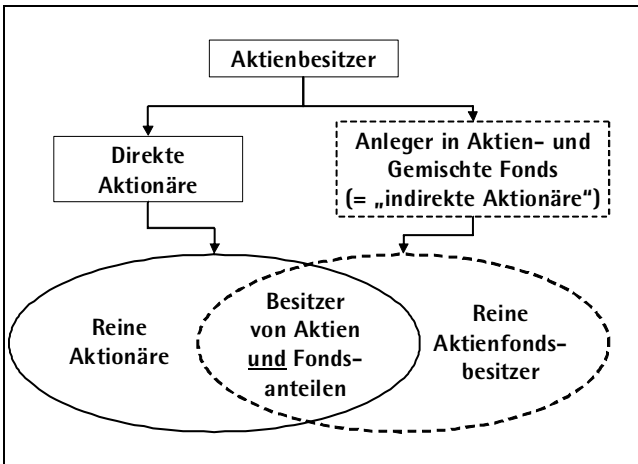 Aktienbesitzer
Direkte
Aktionäre
Anleger in Aktien- und
Gemischte Fonds
(= „indirekte Aktionäre“)
Reine
Aktionäre
Besitzer
von Aktien
und Fonds-
anteilen
Reine
Aktienfonds-
besitzer